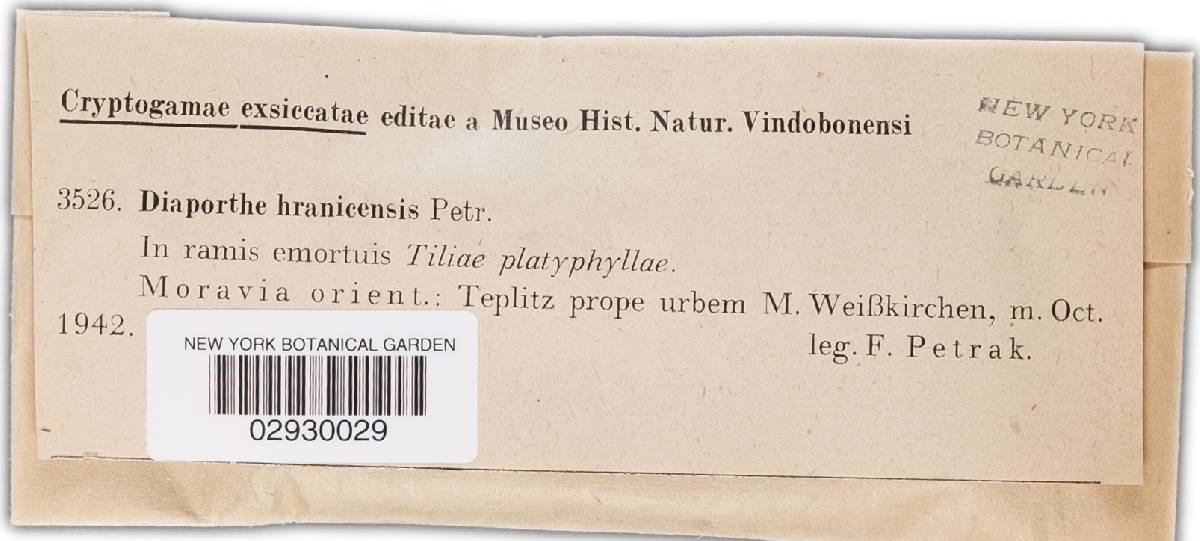 Cryptogamae exsiccatae editae a Museo Hist. Natur. Vindobonensi
NEW YORK
BOTANICAL
GARDEN
3526. Diaporthe hranicensis Petr.
In ramis emortuis Tiliae platyphyllae.
Moravia orient.: Teplitz prope urbem M. Weißkirchen, m. Oct.
1942.
leg. F. Petrak.
NEW YORK BOTANICAL GARDEN
02930029